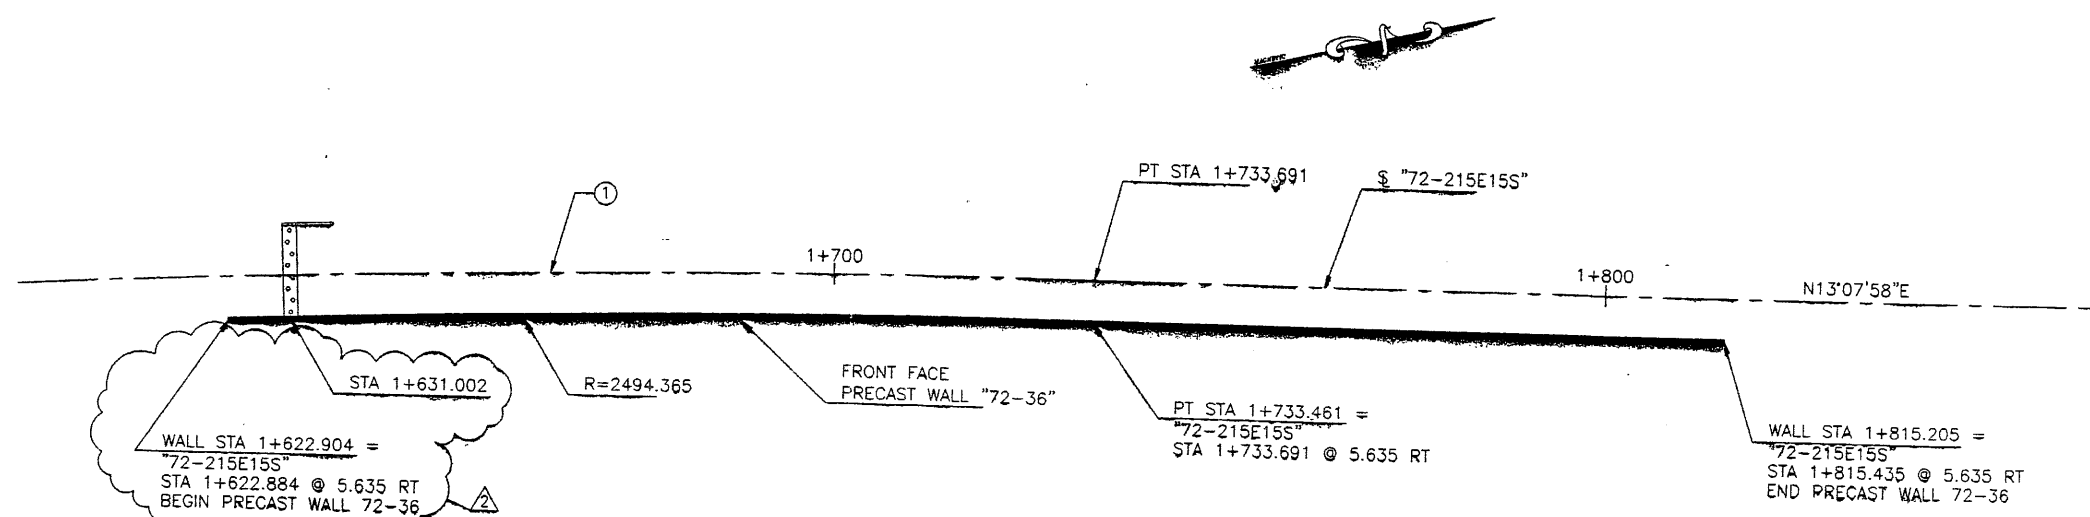 PT STA 1+733.691
"72-215E15S"
1
1+700
1+800
N13°07'58"E
STA 1+631.002
R=2494.365
FRONT FACE
PRECAST WALL "72-36"
PT STA 1+733.461 =
"72-215E15S"
STA 1+733.691 @ 5.635 RT
WALL STA 1+622.904 =
"72-215E15S"
STA 1+622.884 @ 5.635 RT
BEGIN PRECAST WALL 72-36
2
WALL STA 1+815.205 =
"72-215E15S"
STA 1+815.435 @ 5.635 RT
END PRECAST WALL 72-36